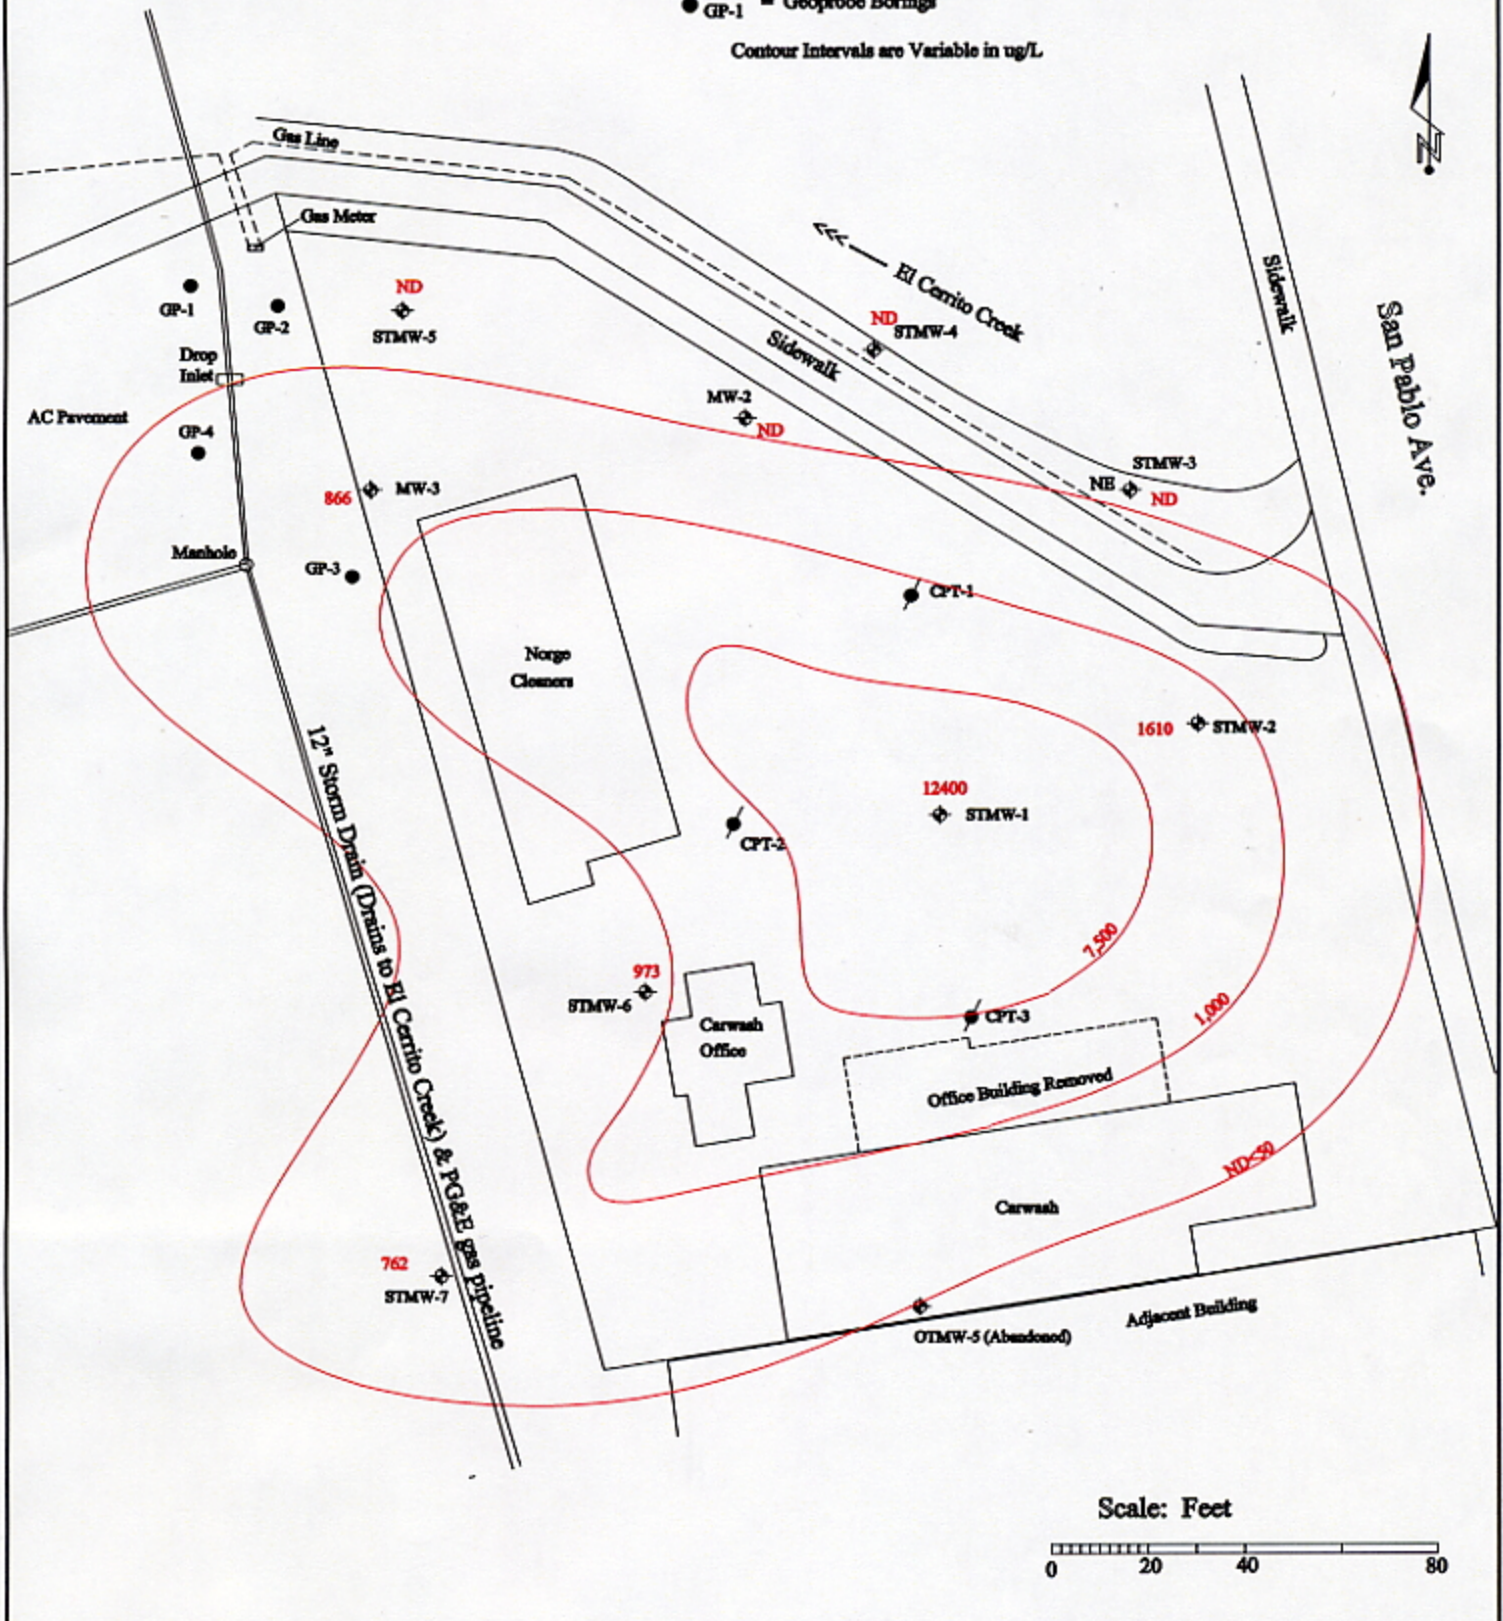 GP-1 = Geoprobe Borings
Contour Intervals are Variable in ug/L
Gas Line
Gas Meter
El Cerrito Creek
Sidewalk
Sidewalk
San Pablo Ave.
GP-1
GP-2
ND
STMW-5
ND
STMW-4
Drop
Inlet
AC Pavement
GP-4
MW-2
ND
STMW-3
NE
ND
866
MW-3
Manhole
GP-3
CPT-1
Norge
Cleaners
1610
STMW-2
12400
STMW-1
CPT-2
12" Storm Drain (Drains to El Cerrito Creek) & PG&E gas pipeline
7,500
973
STMW-6
1,000
CPT-3
Carwash
Office
Office Building Removed
ND<50
Carwash
762
STMW-7
OTMW-5 (Abandoned)
Adjacent Building
Scale: Feet
0 20 40 80